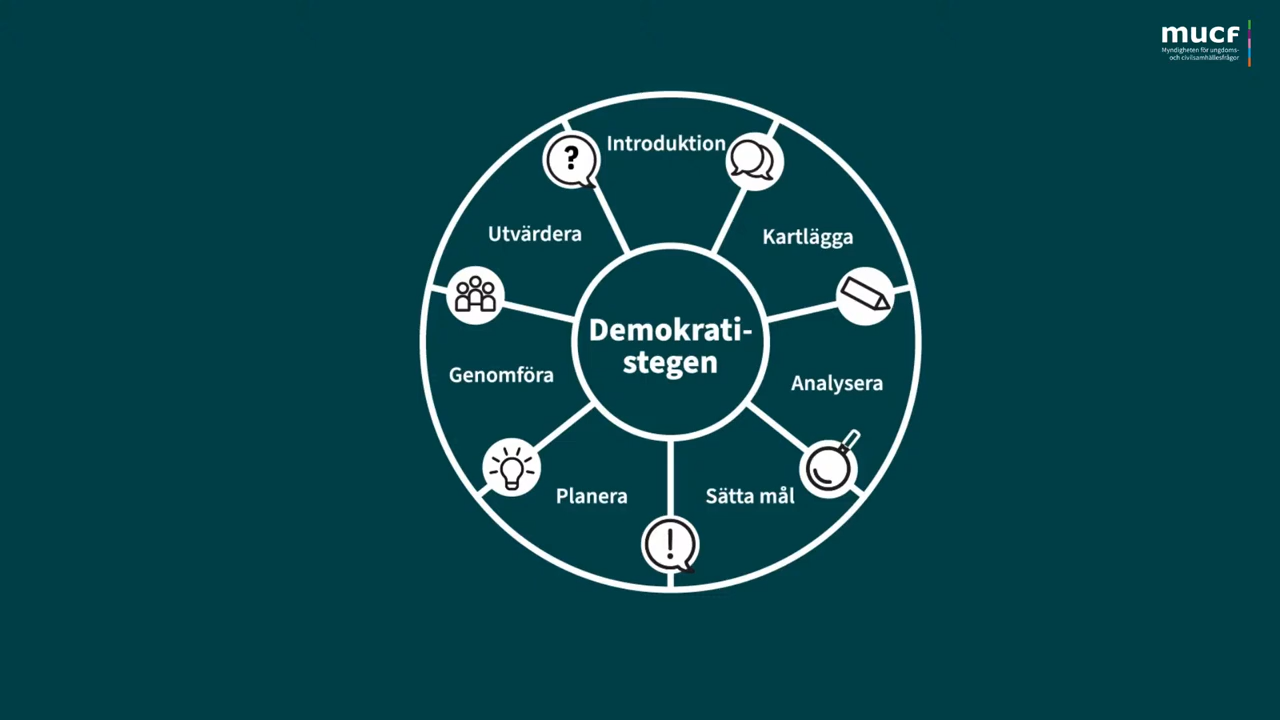 mucf
Myndigheten för ungdoms-
och civilsamhällesfrågor
Introduktion
Kartlägga
Analysera
Sätta mål
Planera
Genomföra
Utvärdera
?
!
Demokrati-
stegen